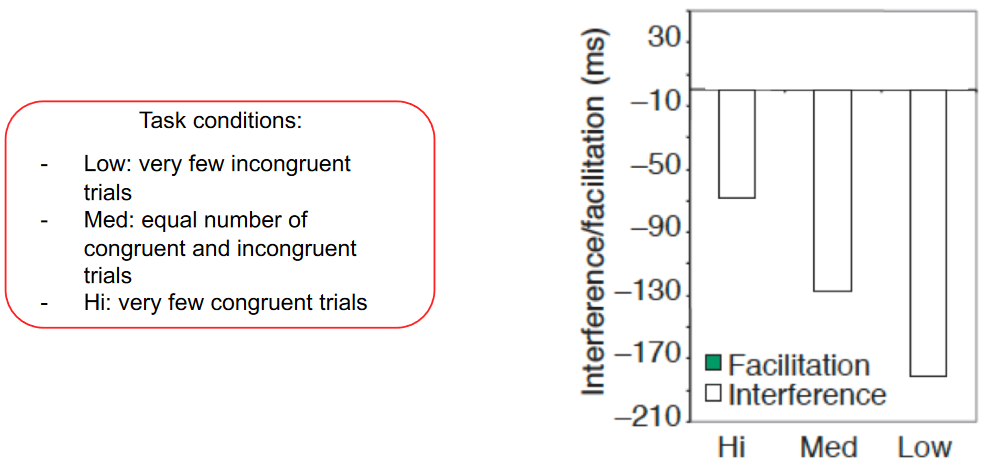 Task conditions:
- Low: very few incongruent
trials
- Med: equal number of
congruent and incongruent
trials
- Hi: very few congruent trials
Interference/facilitation (ms)
30
−10
−50
−90
−130
−170
−210
Facilitation
Interference
Hi Med Low